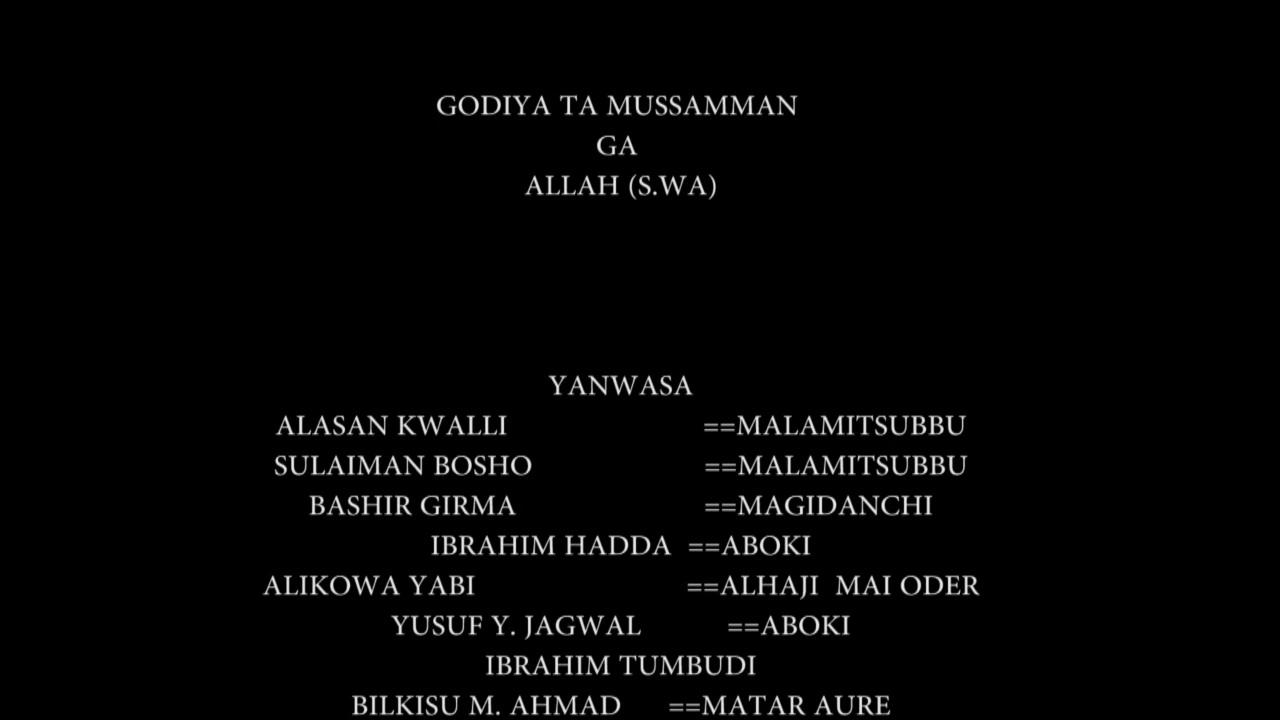 GODIYA TA MUSSAMMAN
GA
ALLAH (S.WA)
YANWASA
ALASAN KWALLI ==MALAMITSUBBU
SULAIMAN BOSHO ==MALAMITSUBBU
BASHIR GIRMA ==MAGIDANCHI
IBRAHIM HADDA ==ABOKI
ALIKOWA YABI ==ALHAJI MAI ODER
YUSUF Y. JAGWAL ==ABOKI
IBRAHIM TUMBUDI
BILKISU M. AHMAD ==MATAR AURE